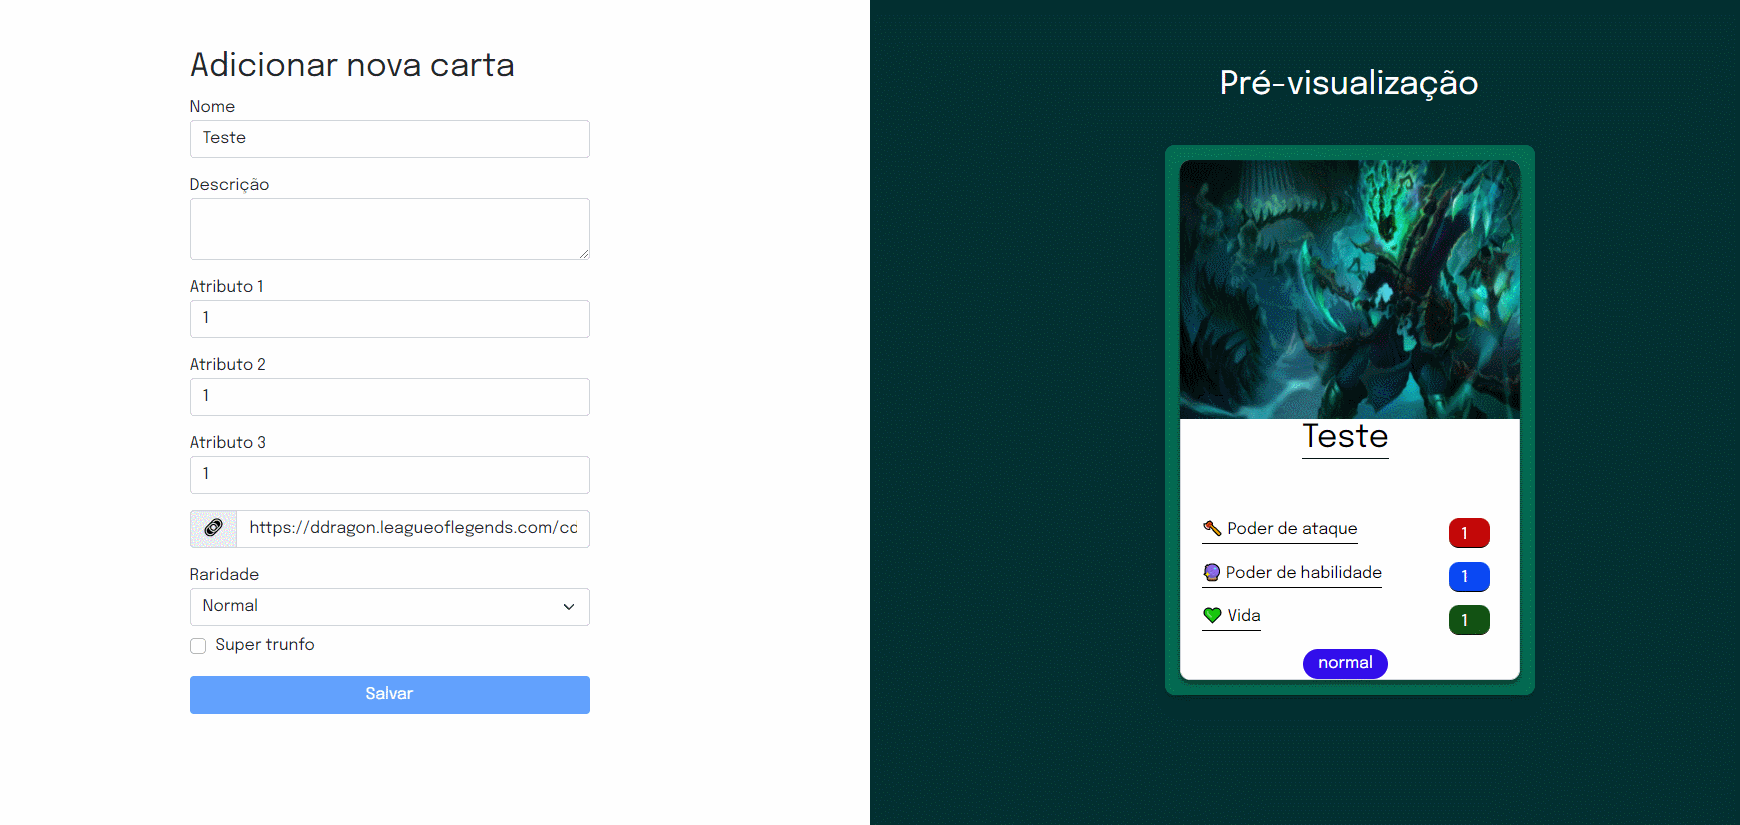 Adicionar nova carta
Nome
Teste
Descrição
Atributo 1
1
Atributo 2
1
Atributo 3
1
https://ddragon.leagueoflegends.com/cc
Raridade
Normal
Super trunfo
Salvar
Pré-visualização
Teste
Poder de ataque 1
Poder de habilidade 1
Vida 1
normal